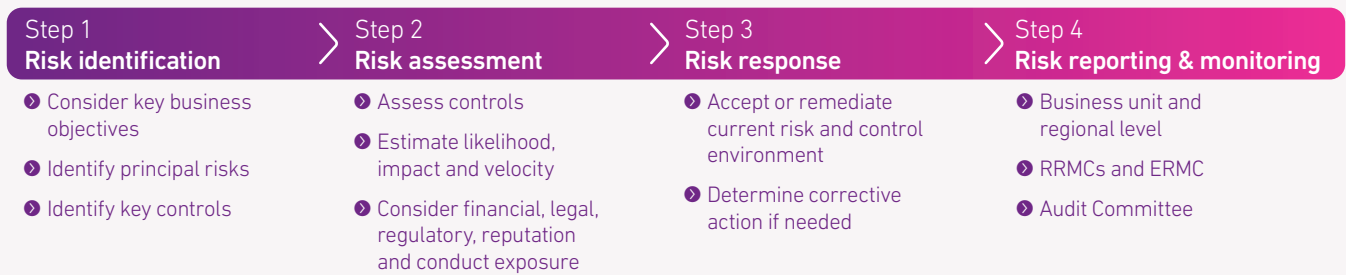 Step 1
Risk identification
Consider key business
objectives
Identify principal risks
Identify key controls
Step 2
Risk assessment
Assess controls
Estimate likelihood,
impact and velocity
Consider financial, legal,
regulatory, reputation
and conduct exposure
Step 3
Risk response
Accept or remediate
current risk and control
environment
Determine corrective
action if needed
Step 4
Risk reporting & monitoring
Business unit and
regional level
RRMCs and ERMC
Audit Committee